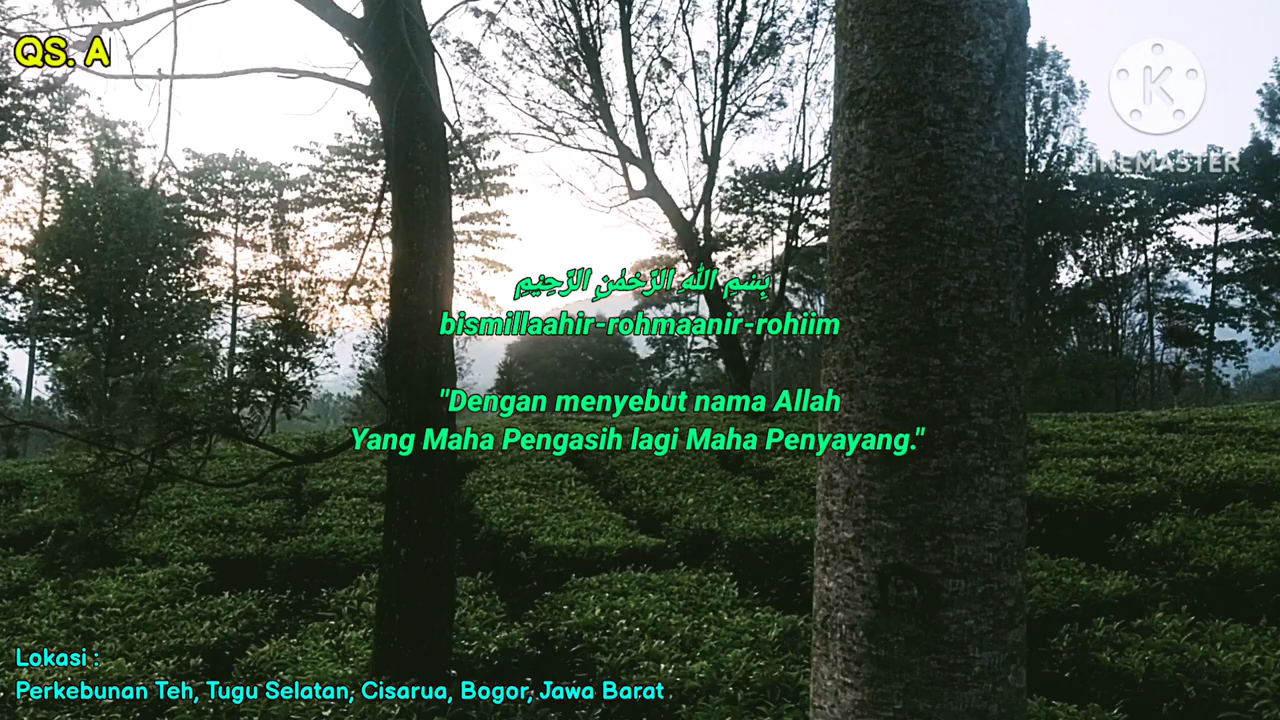 QS. A
K
KINEMASTER
بِسْمِ اللّٰهِ الرَّحْمٰنِ الرَّحِيْمِ
bismillaahir-rohmaanir-rohiim
"Dengan menyebut nama Allah
Yang Maha Pengasih lagi Maha Penyayang."
Lokasi :
Perkebunan Teh, Tugu Selatan, Cisarua, Bogor, Jawa Barat